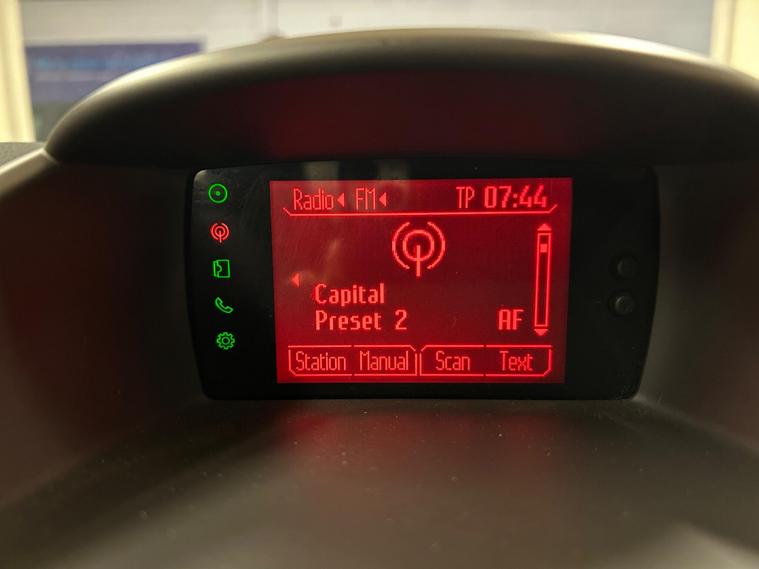 Radio FM TP 07:44
Capital
Preset 2 AF
Station Manual Scan Text